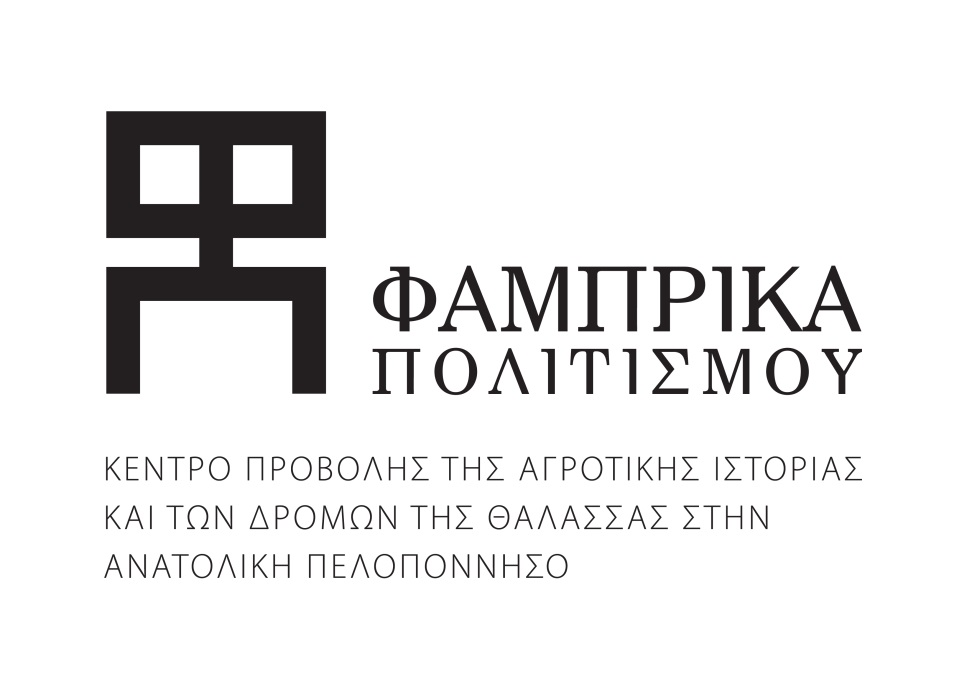 ΦΑΜΠΡΙΚΑ
ΠΟΛΙΤΙΣΜΟΥ
ΚΕΝΤΡΟ ΠΡΟΒΟΛΗΣ ΤΗΣ ΑΓΡΟΤΙΚΗΣ ΙΣΤΟΡΙΑΣ
ΚΑΙ ΤΩΝ ΔΡΟΜΩΝ ΤΗΣ ΘΑΛΑΣΣΑΣ ΣΤΗΝ
ΑΝΑΤΟΛΙΚΗ ΠΕΛΟΠΟΝΝΗΣΟ